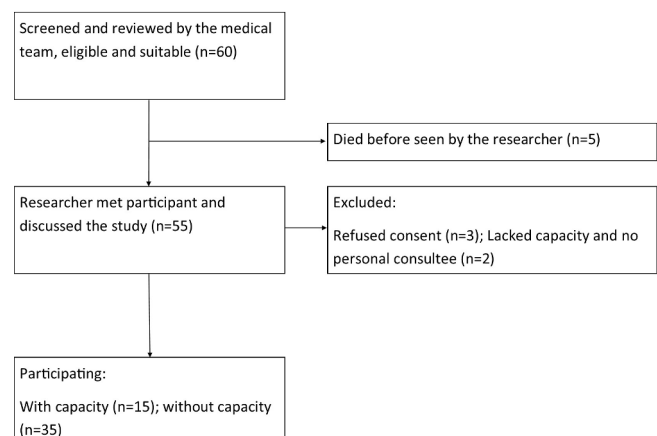 Screened and reviewed by the medical
team, eligible and suitable (n=60)
Died before seen by the researcher (n=5)
Researcher met participant and
discussed the study (n=55)
Excluded:
Refused consent (n=3); Lacked capacity and no
personal consultee (n=2)
Participating:
With capacity (n=15); without capacity
(n=35)